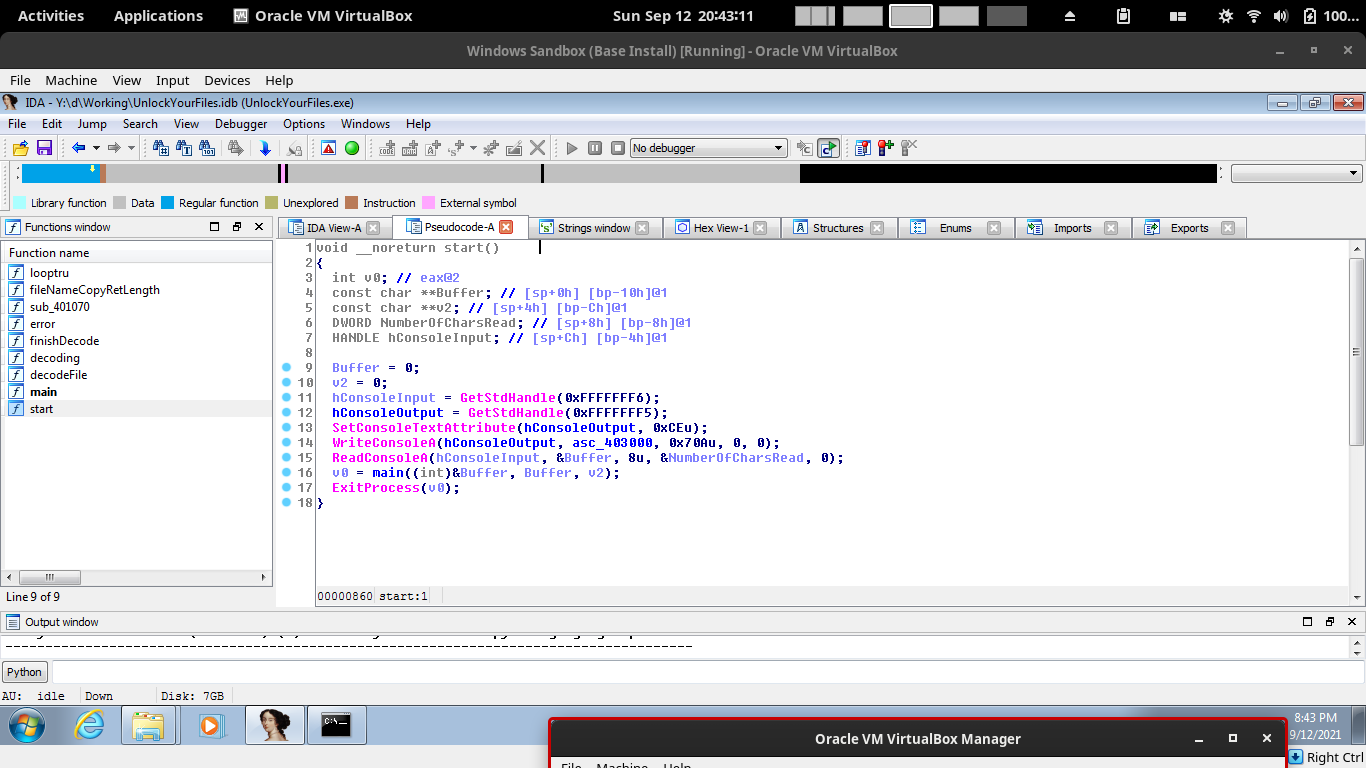 Activities Applications Oracle VM VirtualBox Sun Sep 12 20:43:11 100...
Windows Sandbox (Base Install) [Running] - Oracle VM VirtualBox
File Machine View Input Devices Help
IDA - Y:\d\Working\UnlockYourFiles.idb (UnlockYourFiles.exe)
File Edit Jump Search View Debugger Options Windows Help
No debugger
Library function Data Regular function Unexplored Instruction External symbol
Functions window
IDA View-A Pseudocode-A Strings window Hex View-1 Structures Enums Imports Exports
Function name
looptru
fileNameCopyRetLength
sub_401070
error
finishDecode
decoding
decodeFile
main
start
Line 9 of 9
1 void __noreturn start()
2 {
3 int v0; // eax@2
4 const char **Buffer; // [sp+0h] [bp-10h]@1
5 const char **v2; // [sp+4h] [bp-Ch]@1
6 DWORD NumberOfCharsRead; // [sp+8h] [bp-8h]@1
7 HANDLE hConsoleInput; // [sp+Ch] [bp-4h]@1
8
9 Buffer = 0;
10 v2 = 0;
11 hConsoleInput = GetStdHandle(0xFFFFFFF6);
12 hConsoleOutput = GetStdHandle(0xFFFFFFF5);
13 SetConsoleTextAttribute(hConsoleOutput, 0xCEu);
14 WriteConsoleA(hConsoleOutput, asc_403000, 0x70Au, 0, 0);
15 ReadConsoleA(hConsoleInput, &Buffer, 8u, &NumberOfCharsRead, 0);
16 v0 = main((int)&Buffer, Buffer, v2);
17 ExitProcess(v0);
18 }
00000860 start:1
Output window
--------------------------------------------------------------------------------------
Python
AU: idle Down Disk: 7GB
8:43 PM
9/12/2021
Oracle VM VirtualBox Manager
Right Ctrl
File Machine Help